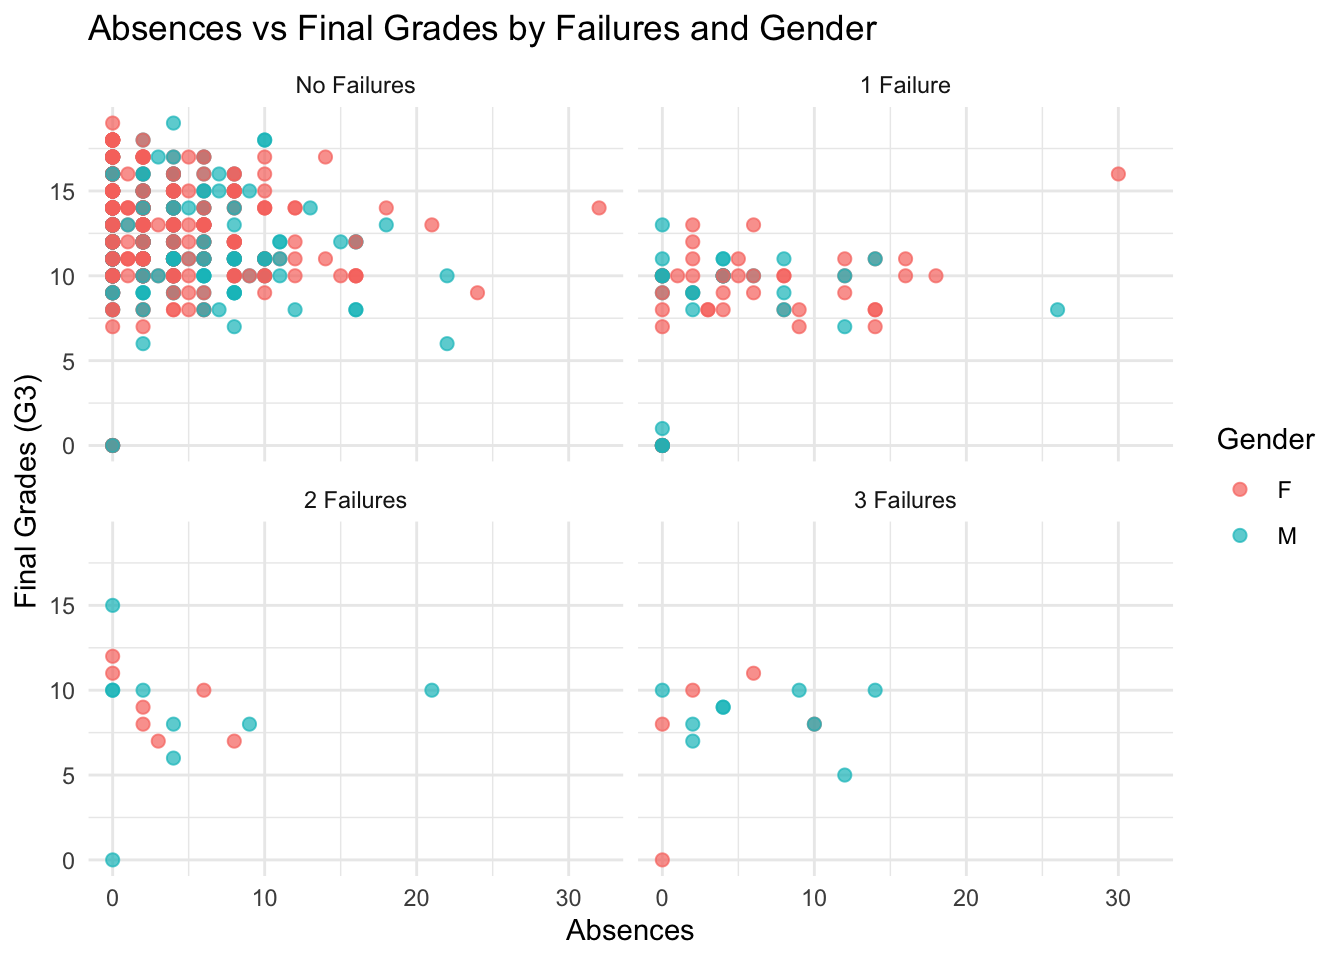 Absences vs Final Grades by Failures and Gender
No Failures
1 Failure
15
10
5
0
2 Failures
3 Failures
15
10
5
0
0 10 20 30
0 10 20 30
Absences
Final Grades (G3)
Gender
F
M